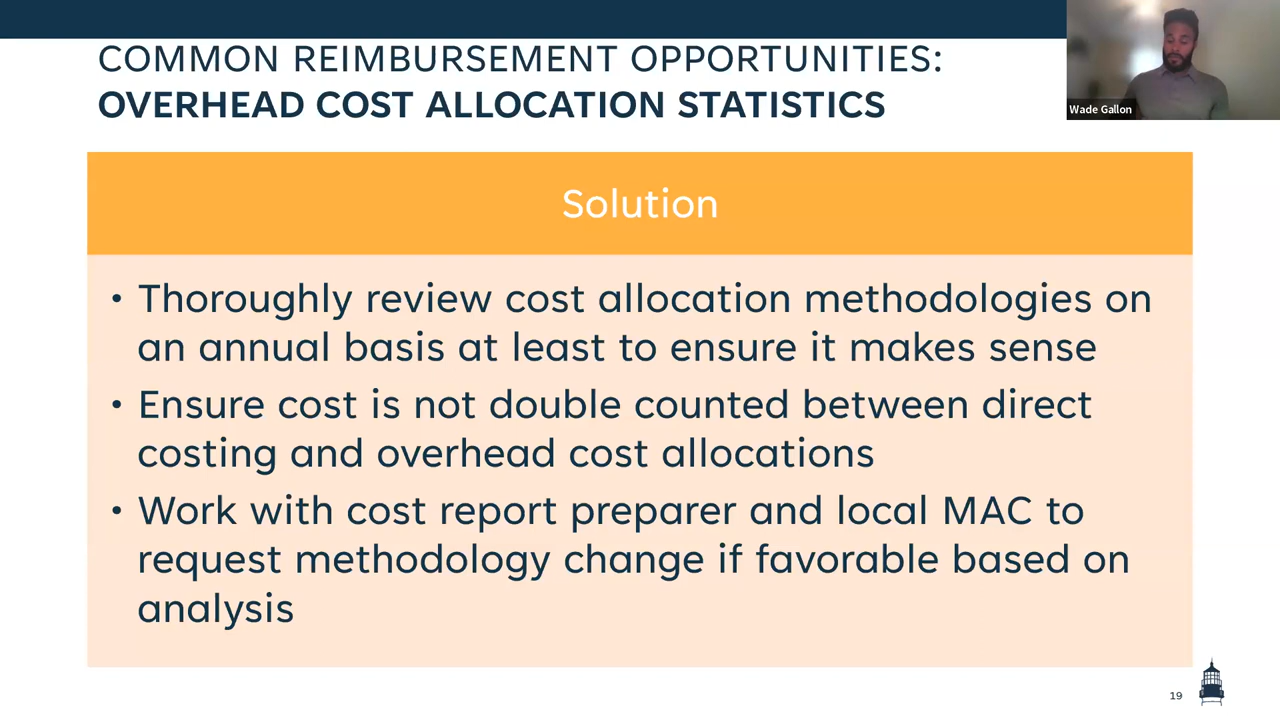 COMMON REIMBURSEMENT OPPORTUNITIES:
OVERHEAD COST ALLOCATION STATISTICS
Wade Gallon
Solution
• Thoroughly review cost allocation methodologies on
an annual basis at least to ensure it makes sense
• Ensure cost is not double counted between direct
costing and overhead cost allocations
• Work with cost report preparer and local MAC to
request methodology change if favorable based on
analysis
19